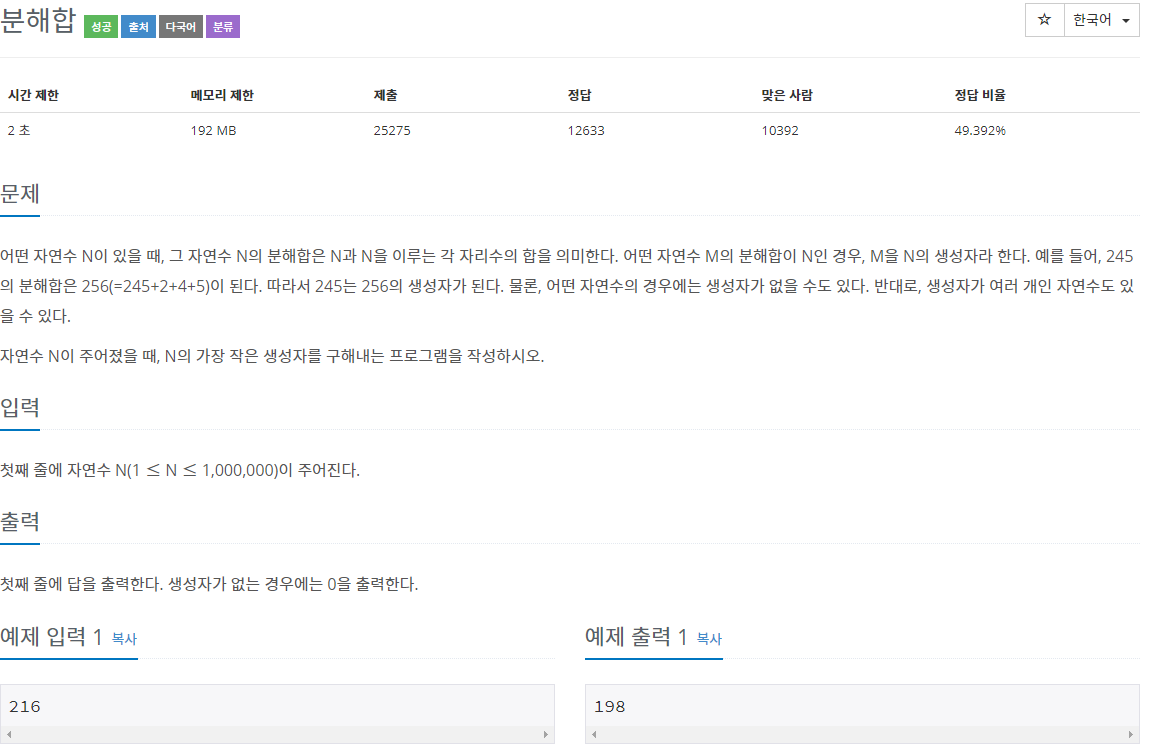 분해합 성공 출처 다국어 분류
☆ 한국어
시간 제한 메모리 제한 제출 정답 맞은 사람 정답 비율
2 초 192 MB 25275 12633 10392 49.392%
문제
어떤 자연수 N이 있을 때, 그 자연수 N의 분해합은 N과 N을 이루는 각 자리수의 합을 의미한다. 어떤 자연수 M의 분해합이 N인 경우, M을 N의 생성자라 한다. 예를 들어, 245
의 분해합은 256(=245+2+4+5)이 된다. 따라서 245는 256의 생성자가 된다. 물론, 어떤 자연수의 경우에는 생성자가 없을 수도 있다. 반대로, 생성자가 여러 개인 자연수도 있
을 수 있다.
자연수 N이 주어졌을 때, N의 가장 작은 생성자를 구해내는 프로그램을 작성하시오.
입력
첫째 줄에 자연수 N(1 ≤ N ≤ 1,000,000)이 주어진다.
출력
첫째 줄에 답을 출력한다. 생성자가 없는 경우에는 0을 출력한다.
예제 입력 1 복사
예제 출력 1 복사
216
198